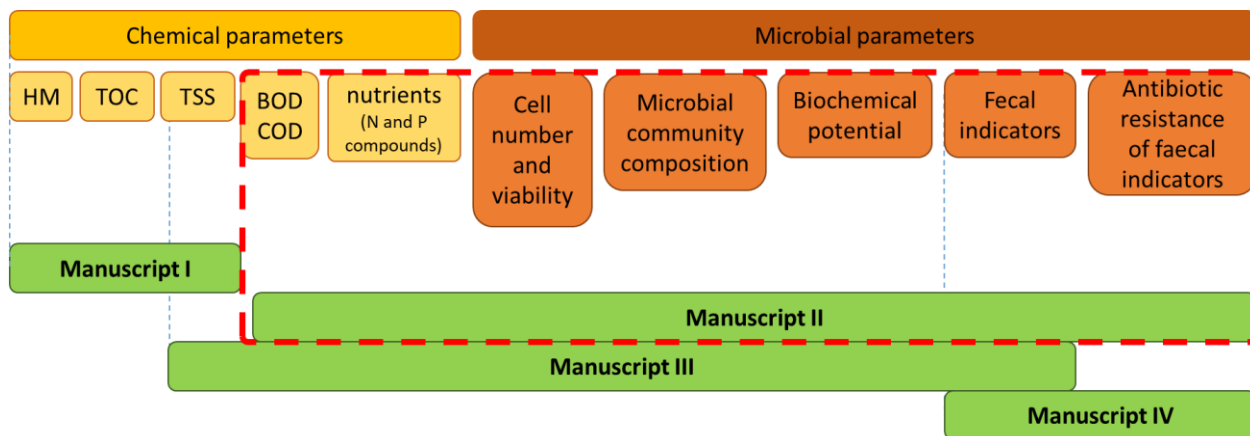 Chemical parameters
Microbial parameters
HM
TOC
TSS
BOD
COD
nutrients
(N and P
compounds)
Cell
number
and
viability
Microbial
community
composition
Biochemical
potential
Fecal
indicators
Antibiotic
resistance
of faecal
indicators
Manuscript I
Manuscript II
Manuscript III
Manuscript IV